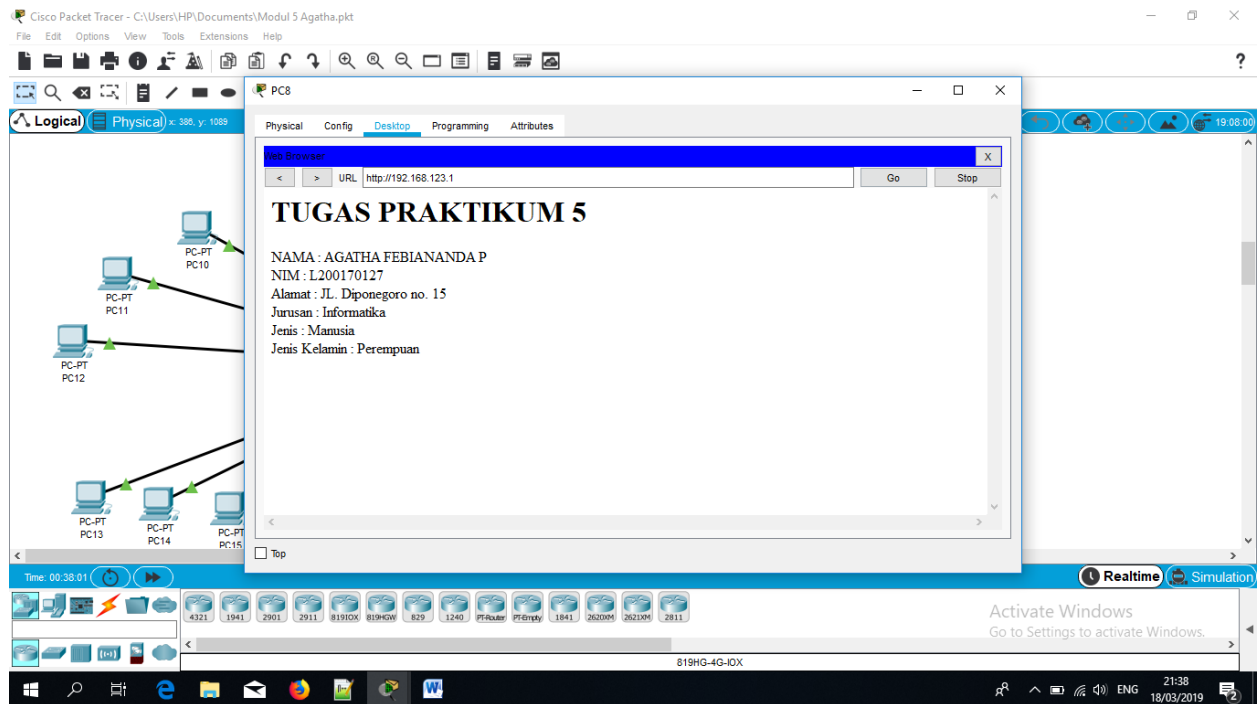 Cisco Packet Tracer - C:\Users\HP\Documents\Modul 5 Agatha.pkt
File Edit Options View Tools Extensions Help
?
Logical Physical x: 386, y: 1089
19:08:00
PC8
Physical Config Desktop Programming Attributes
Web Browser X
< > URL http://192.168.123.1 Go Stop
TUGAS PRAKTIKUM 5
NAMA : AGATHA FEBIANANDA P
NIM : L200170127
Alamat : JL. Diponegoro no. 15
Jurusan : Informatika
Jenis : Manusia
Jenis Kelamin : Perempuan
Top
PC-PT
PC10
PC-PT
PC11
PC-PT
PC12
PC-PT
PC13
PC-PT
PC14
PC-PT
PC15
Time: 00:38:01
Realtime Simulation
4321 1941 2901 2911 819IOX 819HGW 829 1240 PT-Router PT-Empty 1841 2620XM 2621XM 2811
819HG-4G-IOX
Activate Windows
Go to Settings to activate Windows.
ENG
21:38
18/03/2019
2